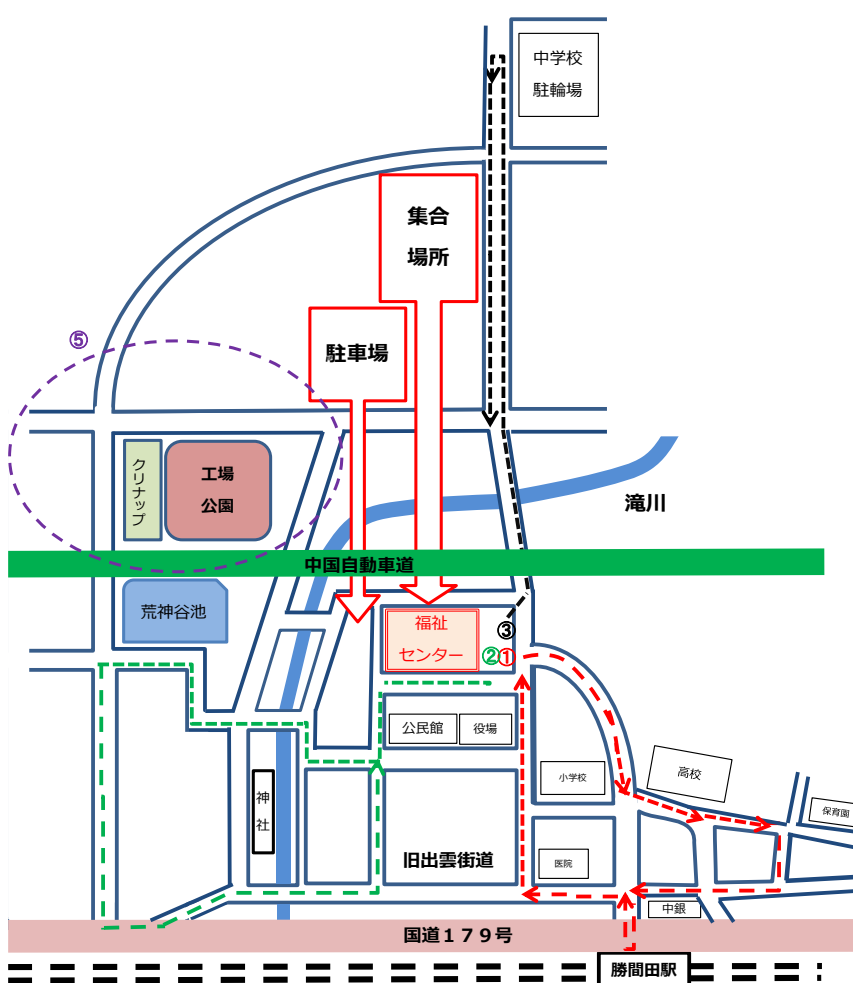 中学校
駐輪場
集合
場所
⑤
駐車場
クリナップ
工場
公園
滝川
中国自動車道
荒神谷池
福祉
センター
③
②①
公民館
役場
小学校
高校
保育園
神
社
旧出雲街道
医院
中銀
国道１７９号
勝間田駅